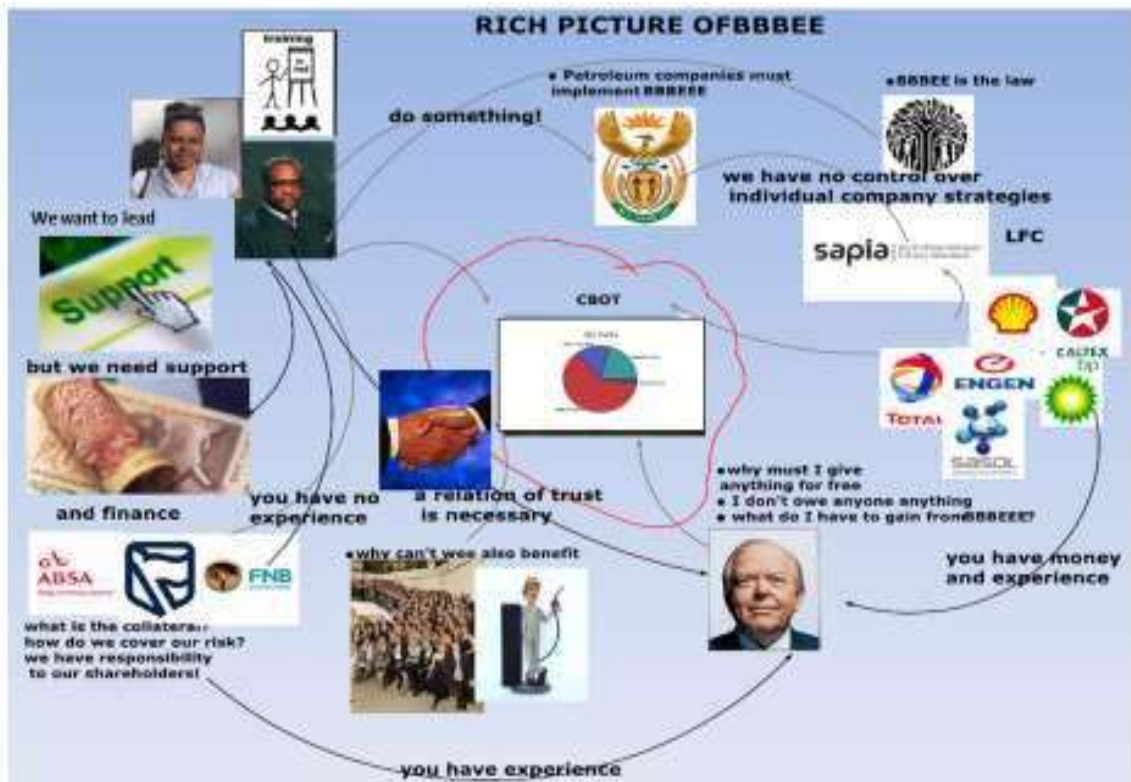 RICH PICTURE OFBBBEE
training
• Petroleum companies must
implement BBBEEE
•BBBEE is the law
do something!
we have no control over
individual company strategies
We want to lead
sapia
LFC
Support
CBOT
CALTEX
bp
ENGEN
TOTAL
sasol
but we need support
•why must I give
anything for free
• I don't owe anyone anything
• what do I have to gain fromBBBEEE?
you have no
experience
a relation of trust
is necessary
and finance
•why can't wee also benefit
you have money
and experience
ABSA
FNB
what is the
how do we cover our risk?
we have responsibility
to our shareholders!
you have experience